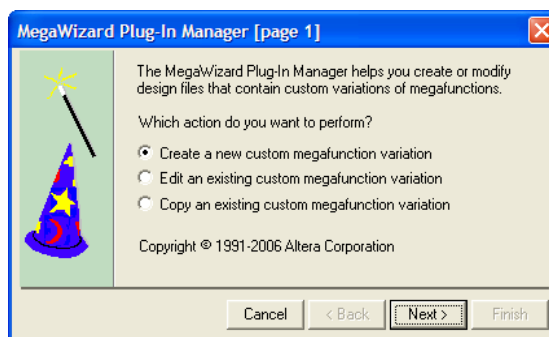 MegaWizard Plug-In Manager [page 1]
The MegaWizard Plug-In Manager helps you create or modify
design files that contain custom variations of megafunctions.
Which action do you want to perform?
Create a new custom megafunction variation
Edit an existing custom megafunction variation
Copy an existing custom megafunction variation
Copyright © 1991-2006 Altera Corporation
Cancel
< Back
Next >
Finish